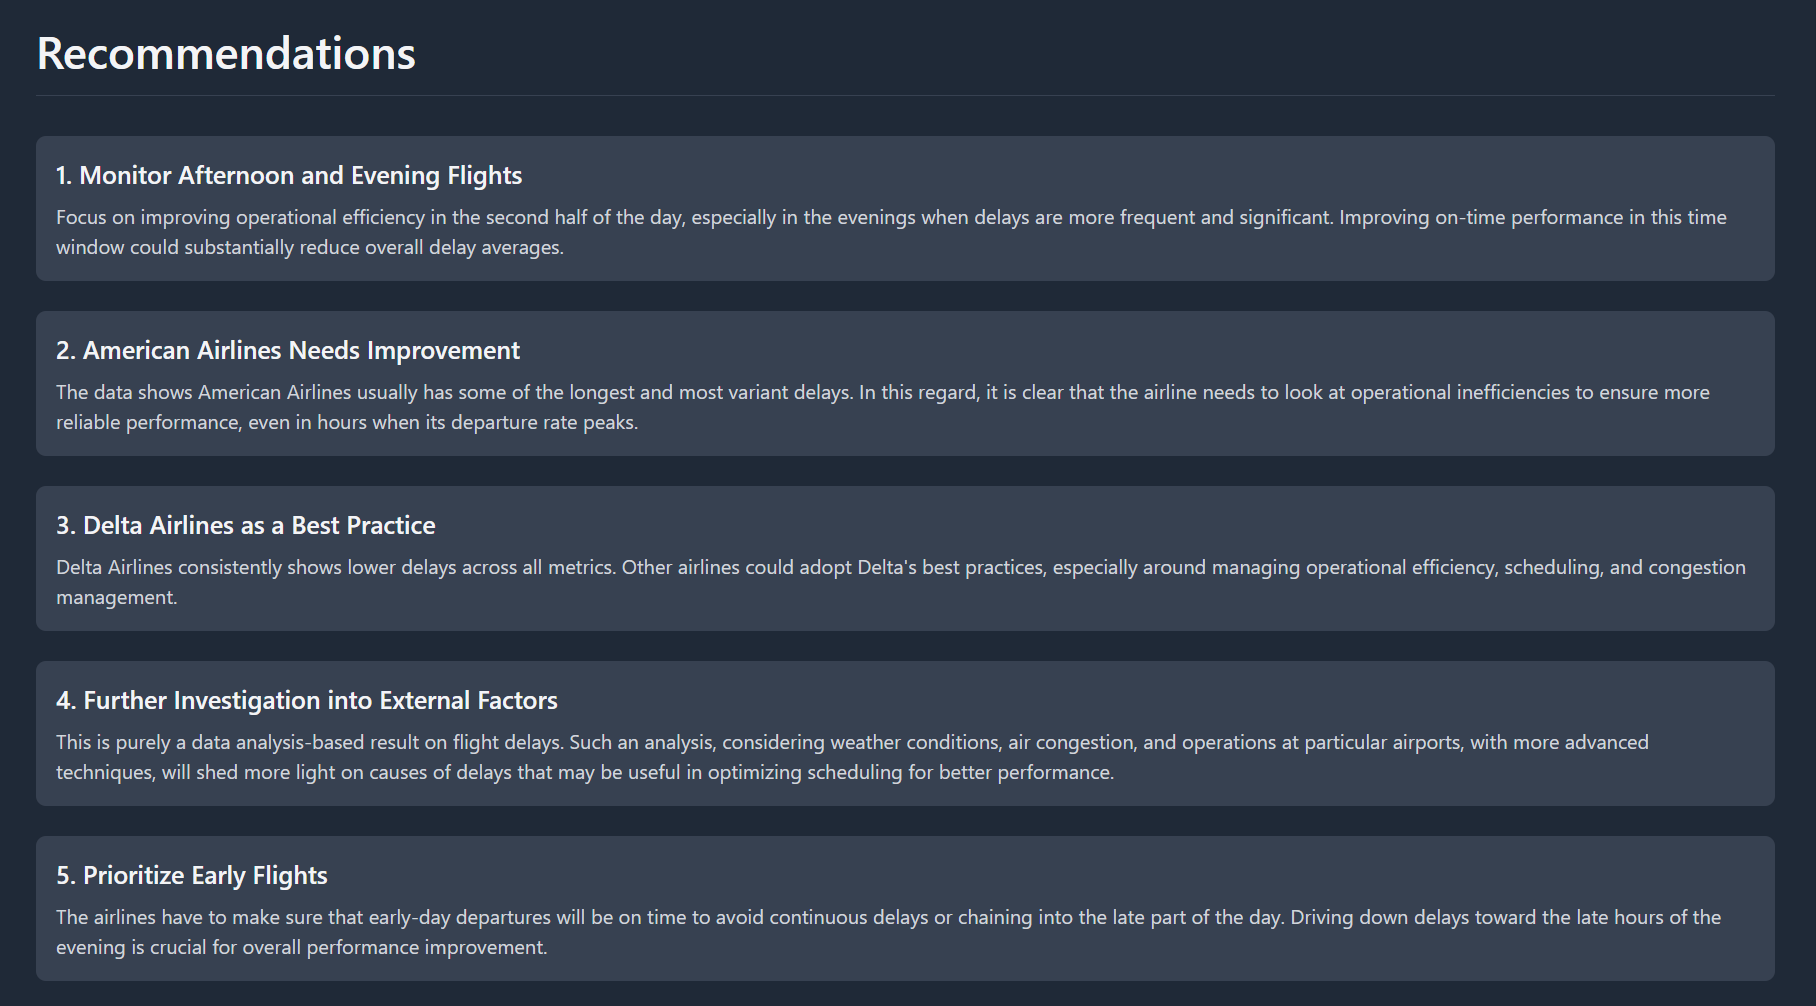 Recommendations
1. Monitor Afternoon and Evening Flights
Focus on improving operational efficiency in the second half of the day, especially in the evenings when delays are more frequent and significant. Improving on-time performance in this time
window could substantially reduce overall delay averages.
2. American Airlines Needs Improvement
The data shows American Airlines usually has some of the longest and most variant delays. In this regard, it is clear that the airline needs to look at operational inefficiencies to ensure more
reliable performance, even in hours when its departure rate peaks.
3. Delta Airlines as a Best Practice
Delta Airlines consistently shows lower delays across all metrics. Other airlines could adopt Delta's best practices, especially around managing operational efficiency, scheduling, and congestion
management.
4. Further Investigation into External Factors
This is purely a data analysis-based result on flight delays. Such an analysis, considering weather conditions, air congestion, and operations at particular airports, with more advanced
techniques, will shed more light on causes of delays that may be useful in optimizing scheduling for better performance.
5. Prioritize Early Flights
The airlines have to make sure that early-day departures will be on time to avoid continuous delays or chaining into the late part of the day. Driving down delays toward the late hours of the
evening is crucial for overall performance improvement.